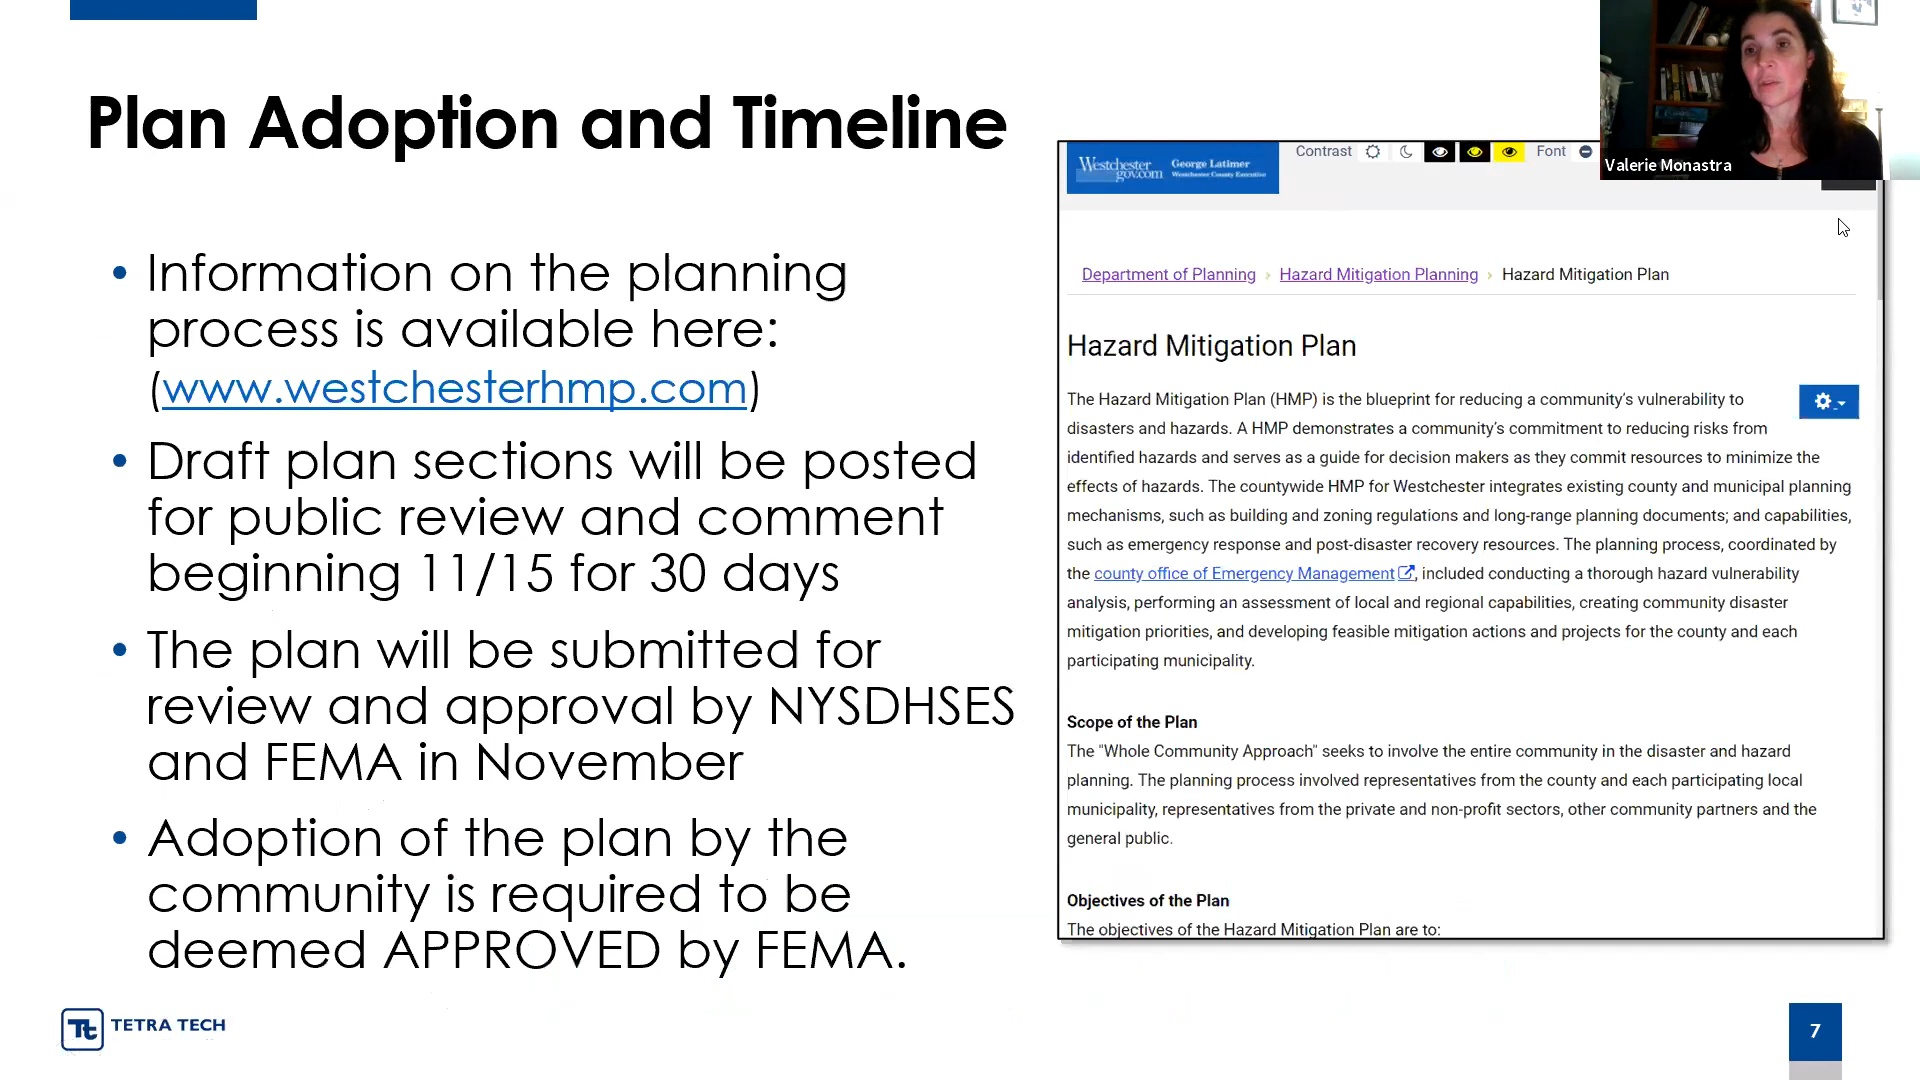 Plan Adoption and Timeline
• Information on the planning
process is available here:
(www.westchesterhmp.com)
• Draft plan sections will be posted
for public review and comment
beginning 11/15 for 30 days
• The plan will be submitted for
review and approval by NYSDHSES
and FEMA in November
• Adoption of the plan by the
community is required to be
deemed APPROVED by FEMA.
Westchester
gov.com
George Latimer
Westchester County Executive
Contrast
Font
Valerie Monastra
Department of Planning › Hazard Mitigation Planning › Hazard Mitigation Plan
Hazard Mitigation Plan
The Hazard Mitigation Plan (HMP) is the blueprint for reducing a community's vulnerability to
disasters and hazards. A HMP demonstrates a community's commitment to reducing risks from
identified hazards and serves as a guide for decision makers as they commit resources to minimize the
effects of hazards. The countywide HMP for Westchester integrates existing county and municipal planning
mechanisms, such as building and zoning regulations and long-range planning documents; and capabilities,
such as emergency response and post-disaster recovery resources. The planning process, coordinated by
the county office of Emergency Management, included conducting a thorough hazard vulnerability
analysis, performing an assessment of local and regional capabilities, creating community disaster
mitigation priorities, and developing feasible mitigation actions and projects for the county and each
participating municipality.
Scope of the Plan
The "Whole Community Approach" seeks to involve the entire community in the disaster and hazard
planning. The planning process involved representatives from the county and each participating local
municipality, representatives from the private and non-profit sectors, other community partners and the
general public.
Objectives of the Plan
The objectives of the Hazard Mitigation Plan are to:
Tt TETRA TECH
7